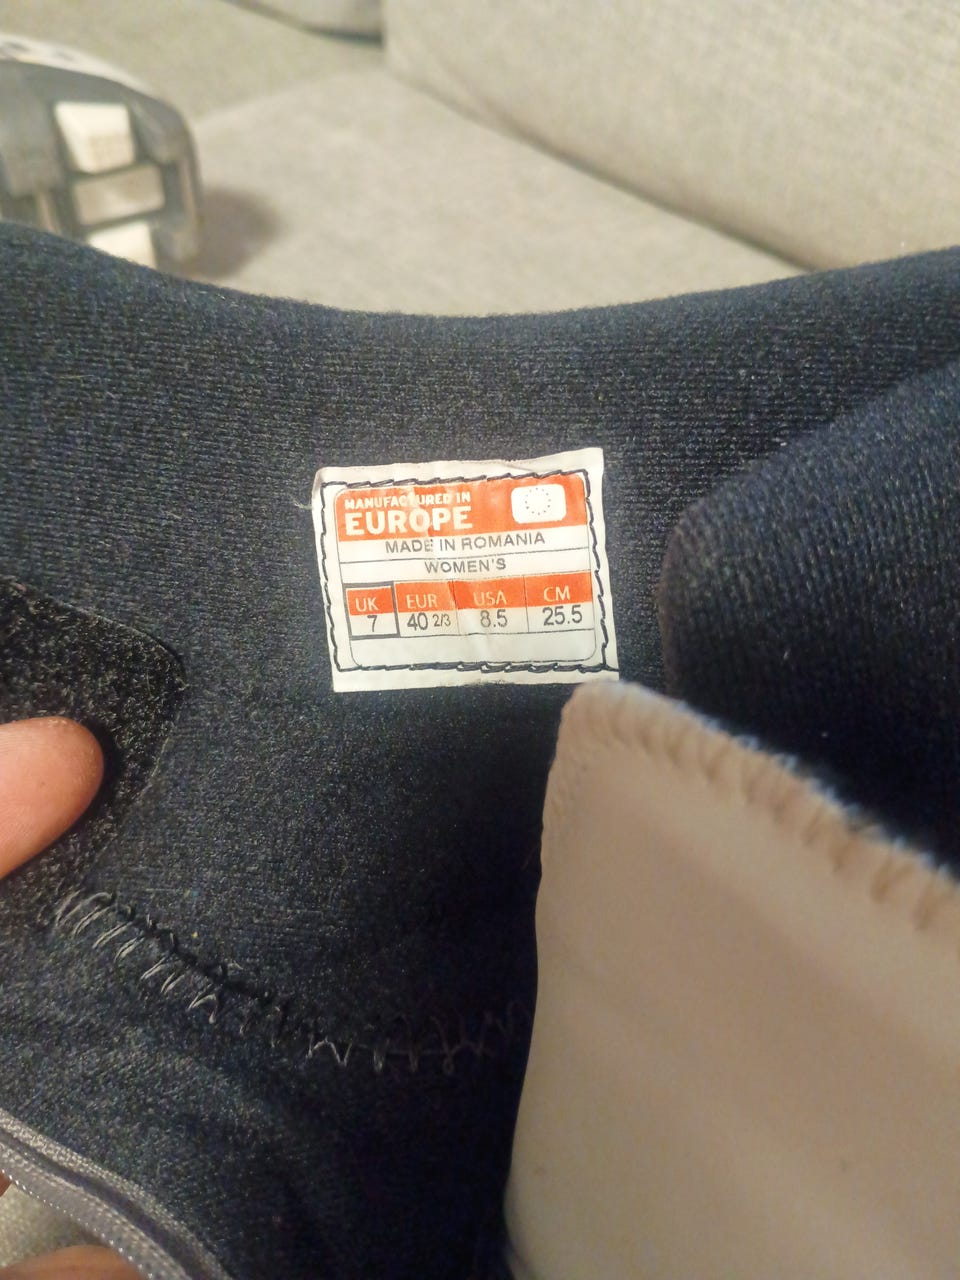 MANUFACTURED IN
EUROPE
MADE IN ROMANIA
WOMEN'S
UK EUR USA CM
7 40 2/3 8.5 25.5